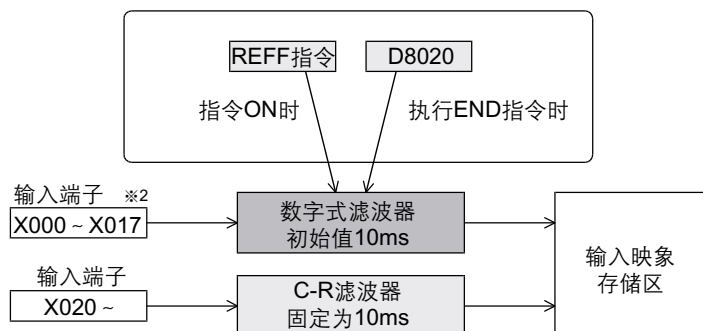 REFF指令
D8020
指令ON时
执行END指令时
输入端子 ※2
X000 ~ X017
数字式滤波器
初始值10ms
输入映象
存储区
输入端子
X020 ~
C-R滤波器
固定为10ms